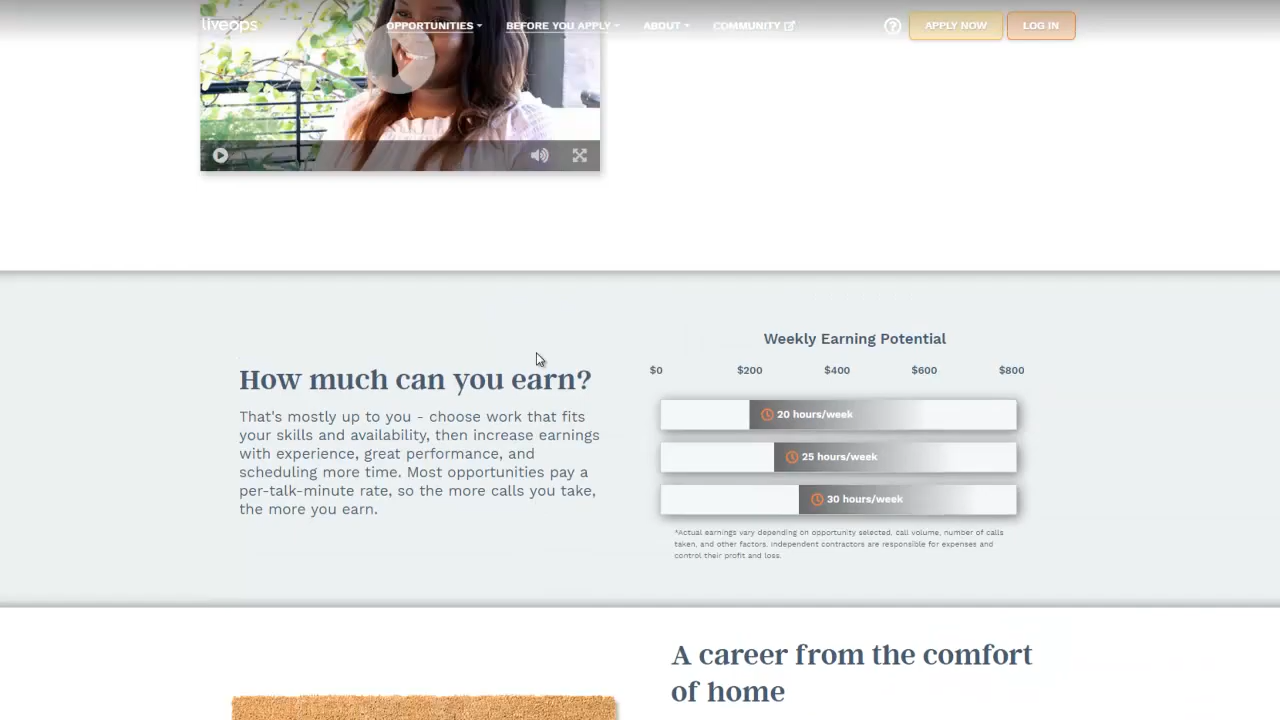 liveops
OPPORTUNITIES
BEFORE YOU APPLY
ABOUT
COMMUNITY
APPLY NOW
LOG IN
Weekly Earning Potential
$0 $200 $400 $600 $800
How much can you earn?
That's mostly up to you - choose work that fits
your skills and availability, then increase earnings
with experience, great performance, and
scheduling more time. Most opportunities pay a
per-talk-minute rate, so the more calls you take,
the more you earn.
20 hours/week
25 hours/week
30 hours/week
*Actual earnings vary depending on opportunity selected, call volume, number of calls
taken, and other factors. Independent contractors are responsible for expenses and
control their profit and loss.
A career from the comfort
of home